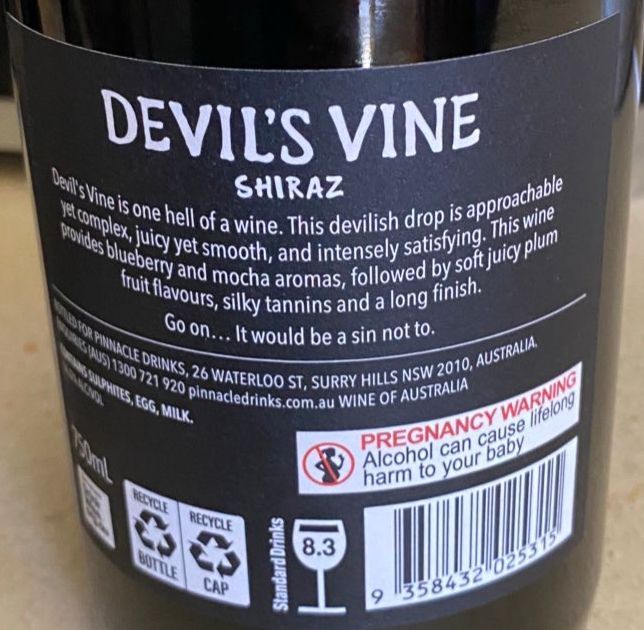 DEVIL'S VINE
SHIRAZ
Devil's Vine is one hell of a wine. This devilish drop is approachable
yet complex, juicy yet smooth, and intensely satisfying. This wine
provides blueberry and mocha aromas, followed by soft juicy plum
fruit flavours, silky tannins and a long finish.
Go on... It would be a sin not to.
BOTTLED FOR PINNACLE DRINKS, 26 WATERLOO ST, SURRY HILLS NSW 2010, AUSTRALIA.
ENQUIRIES (AUS) 1300 721 920 pinnacledrinks.com.au WINE OF AUSTRALIA
CONTAINS SULPHITES, EGG, MILK.
ALC/VOL
750mL
PREGNANCY WARNING
Alcohol can cause lifelong
harm to your baby
RECYCLE
BOTTLE
RECYCLE
CAP
Standard Drinks
8.3
9 358432 025315